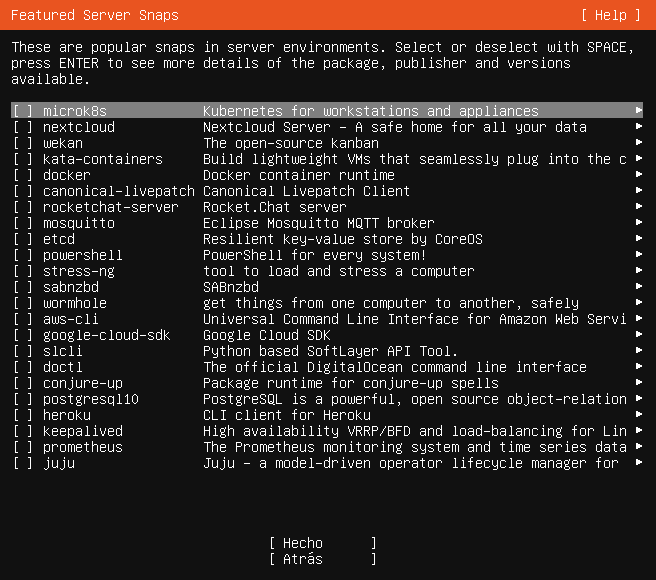 Featured Server Snaps [ Help ]
These are popular snaps in server environments. Select or deselect with SPACE,
press ENTER to see more details of the package, publisher and versions
available.
[ ] microk8s Kubernetes for workstations and appliances ►
[ ] nextcloud Nextcloud Server - A safe home for all your data ►
[ ] wekan The open-source kanban ►
[ ] kata-containers Build lightweight VMs that seamlessly plug into the c ►
[ ] docker Docker container runtime ►
[ ] canonical-livepatch Canonical Livepatch Client ►
[ ] rocketchat-server Rocket.Chat server ►
[ ] mosquitto Eclipse Mosquitto MQTT broker ►
[ ] etcd Resilient key-value store by CoreOS ►
[ ] powershell PowerShell for every system! ►
[ ] stress-ng tool to load and stress a computer ►
[ ] sabnzbd SABnzbd ►
[ ] wormhole get things from one computer to another, safely ►
[ ] aws-cli Universal Command Line Interface for Amazon Web Servi ►
[ ] google-cloud-sdk Google Cloud SDK ►
[ ] slcli Python based SoftLayer API Tool. ►
[ ] doctl The official DigitalOcean command line interface ►
[ ] conjure-up Package runtime for conjure-up spells ►
[ ] postgresql10 PostgreSQL is a powerful, open source object-relation ►
[ ] heroku CLI client for Heroku ►
[ ] keepalived High availability VRRP/BFD and load-balancing for Lin ►
[ ] prometheus The Prometheus monitoring system and time series data ►
[ ] juju Juju - a model-driven operator lifecycle manager for ►
[ Hecho ]
[ Atrás ]